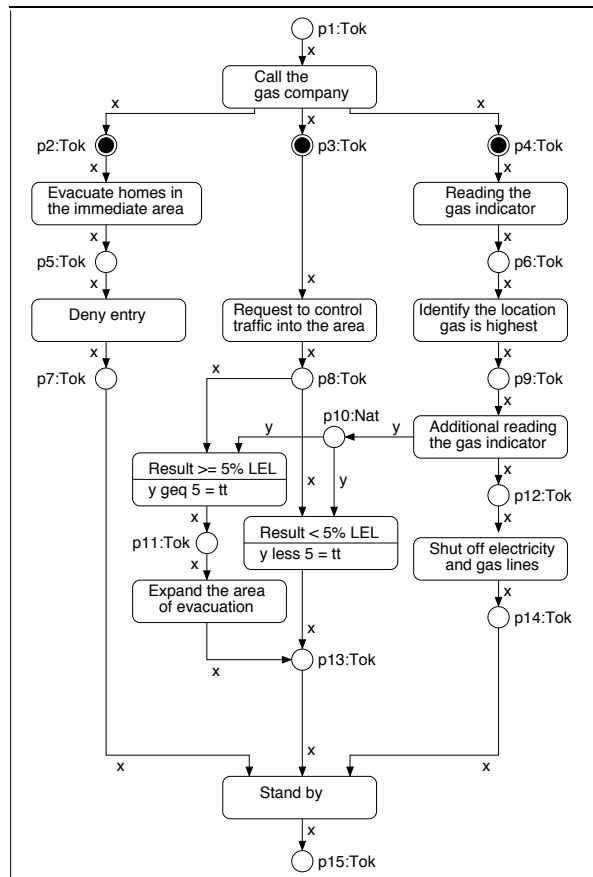 p1:Tok
x
Call the
gas company
x
x
x
p2:Tok
p3:Tok
p4:Tok
x
x
x
Evacuate homes in
the immediate area
Reading the
gas indicator
x
x
p5:Tok
p6:Tok
x
x
x
Deny entry
Request to control
traffic into the area
Identify the location
gas is highest
x
x
x
p7:Tok
x
p8:Tok
p9:Tok
p10:Nat
x
y
y
Additional reading
the gas indicator
Result >= 5% LEL
y geq 5 = tt
x
y
x
p12:Tok
x
p11:Tok
Result < 5% LEL
y less 5 = tt
x
x
Shut off electricity
and gas lines
Expand the area
of evacuation
x
x
p14:Tok
x
p13:Tok
x
x
x
x
Stand by
x
p15:Tok